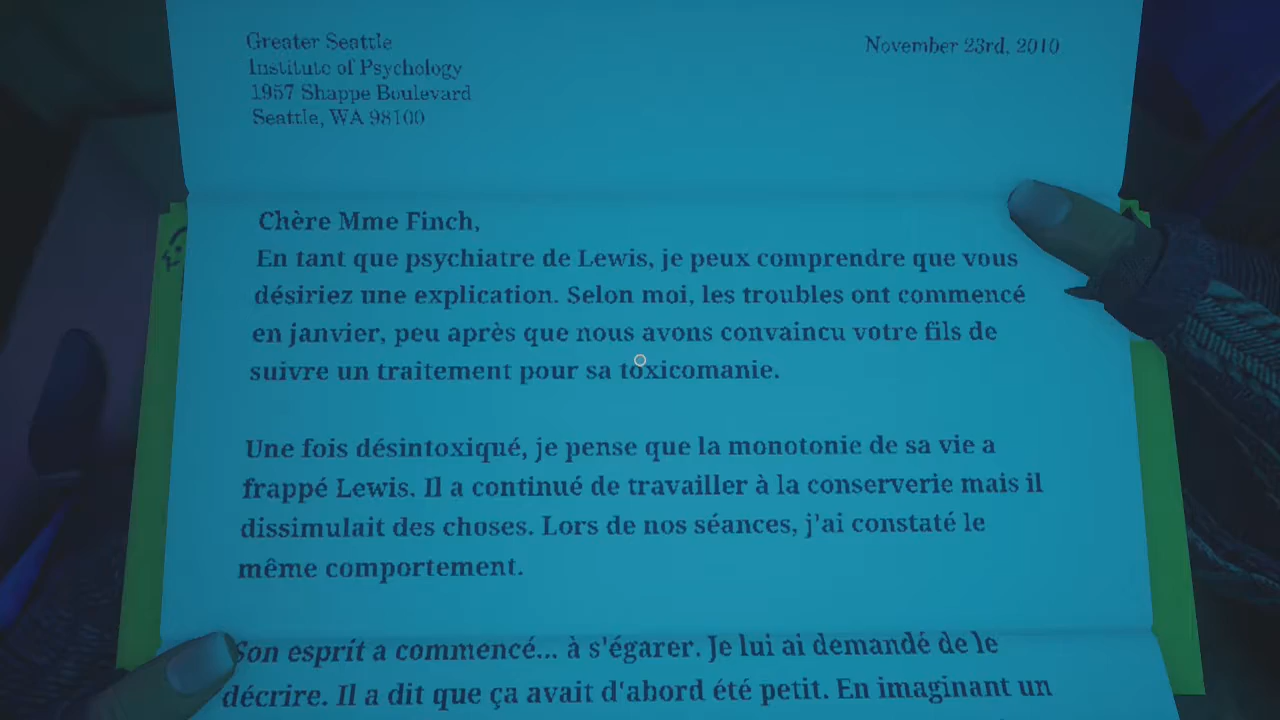 Greater Seattle
Institute of Psychology
1957 Shappe Boulevard
Seattle, WA 98100
November 23rd, 2010
Chère Mme Finch,
En tant que psychiatre de Lewis, je peux comprendre que vous
désiriez une explication. Selon moi, les troubles ont commencé
en janvier, peu après que nous avons convaincu votre fils de
suivre un traitement pour sa toxicomanie.
Une fois désintoxiqué, je pense que la monotonie de sa vie a
frappé Lewis. Il a continué de travailler à la conserverie mais il
dissimulait des choses. Lors de nos séances, j'ai constaté le
même comportement.
Son esprit a commencé... à s'égarer. Je lui ai demandé de le
décrire. Il a dit que ça avait d'abord été petit. En imaginant un